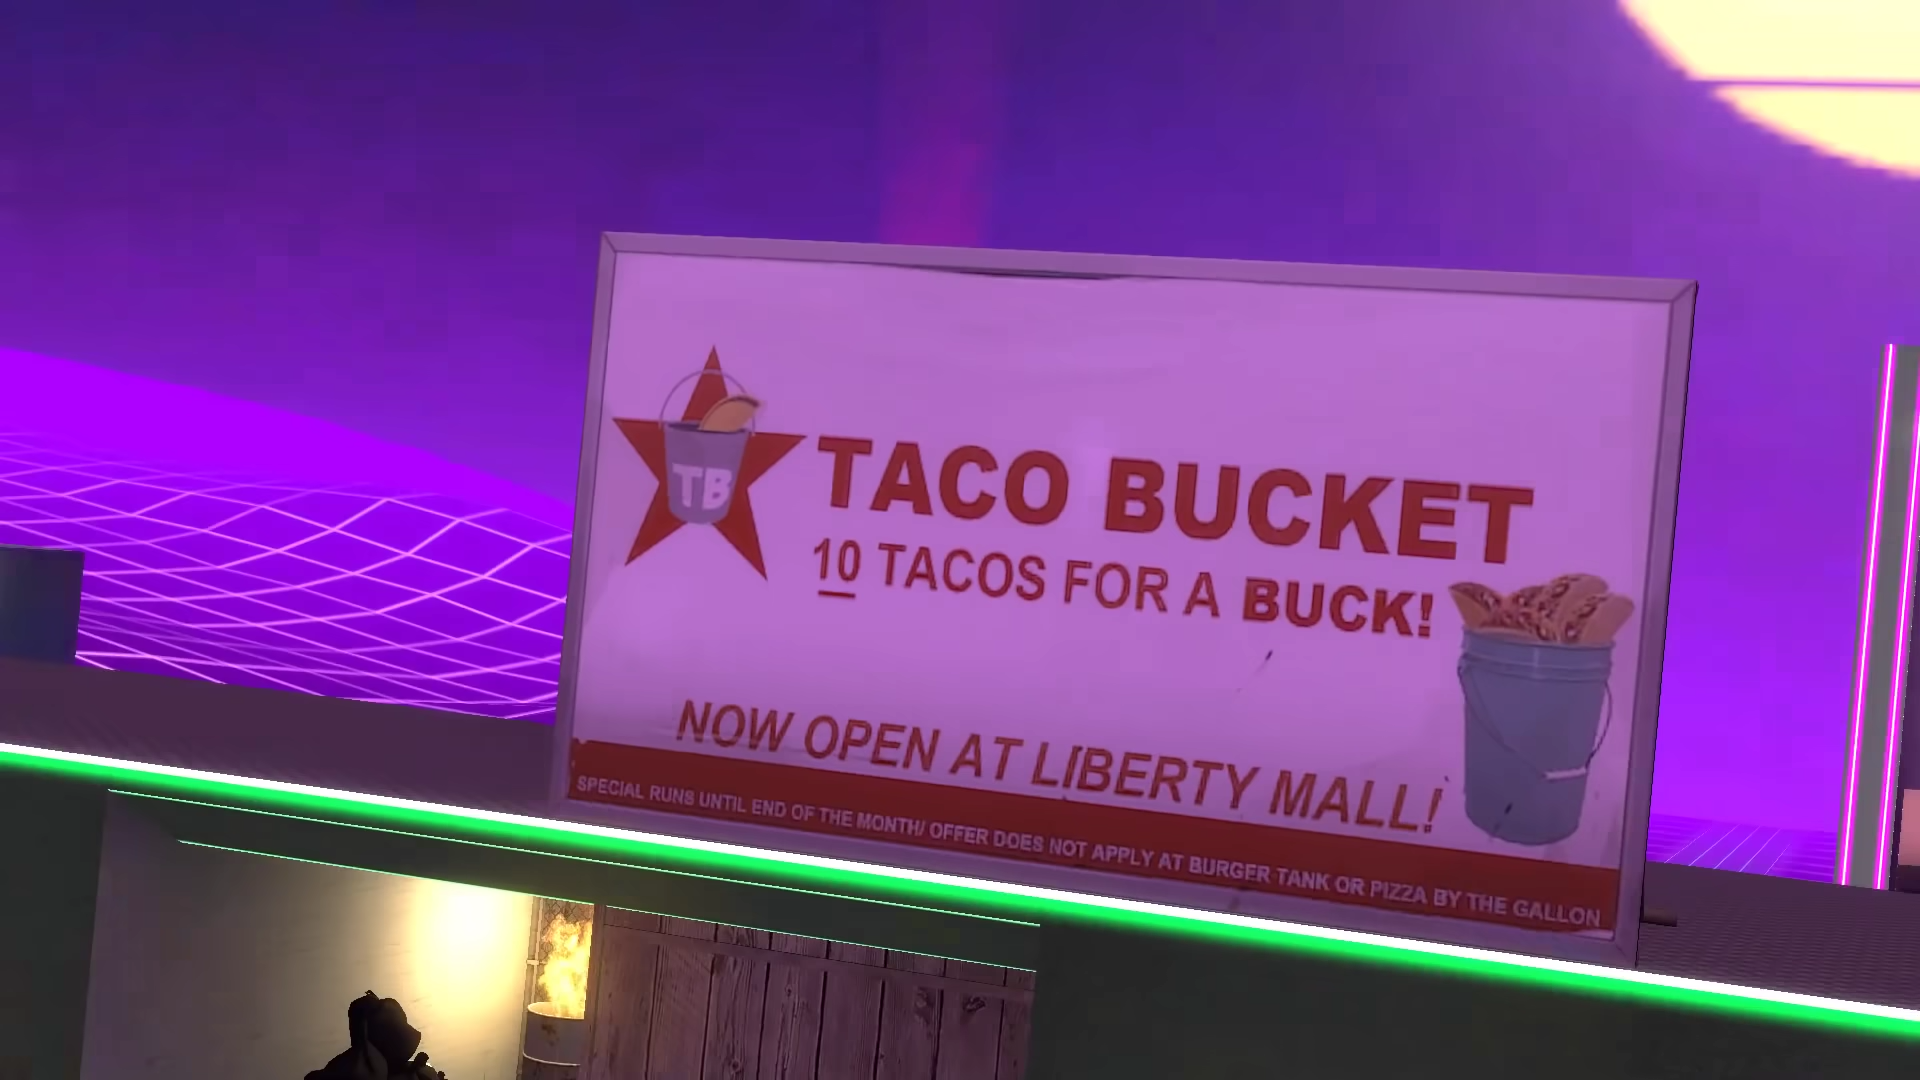 TB
TACO BUCKET
10 TACOS FOR A BUCK!
NOW OPEN AT LIBERTY MALL!
SPECIAL RUNS UNTIL END OF THE MONTH/ OFFER DOES NOT APPLY AT BURGER TANK OR PIZZA BY THE GALLON